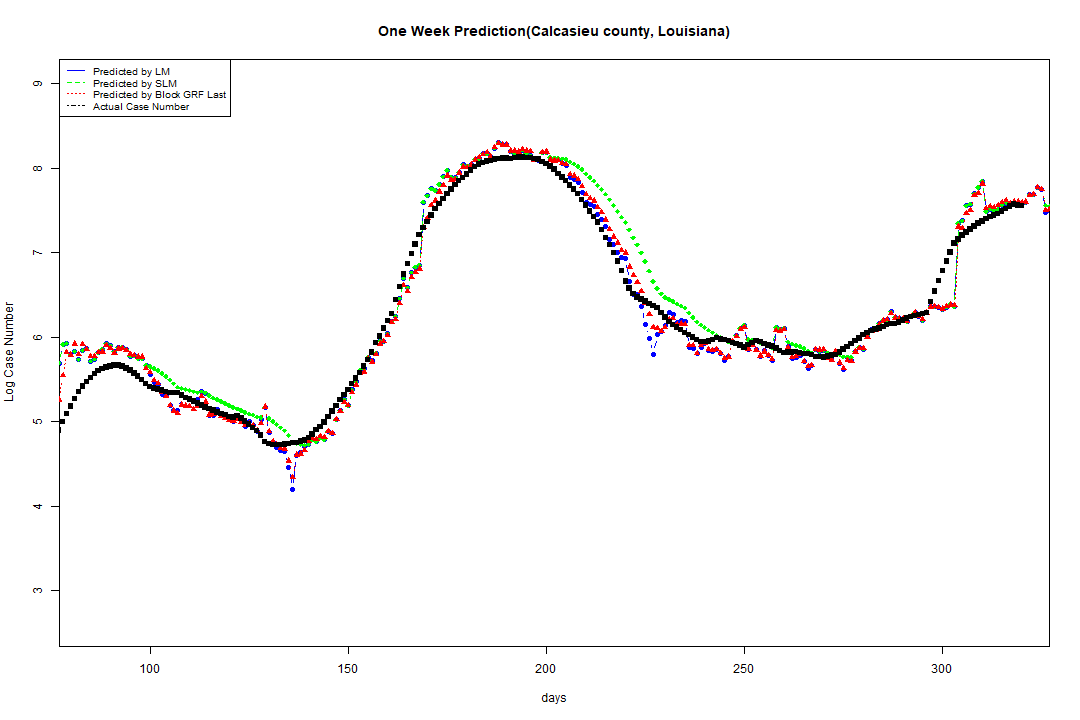 One Week Prediction(Calcasieu county, Louisiana)
Predicted by LM
Predicted by SLM
Predicted by Block GRF Last
Actual Case Number
Log Case Number
9
8
7
6
5
4
3
100 150 200 250 300
days